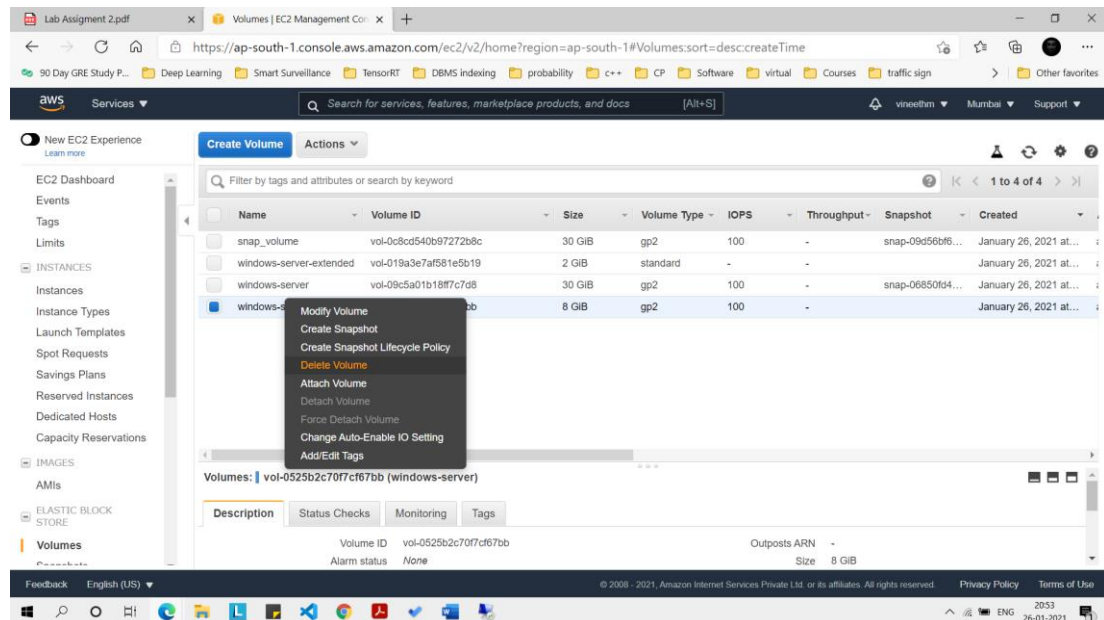 Lab Assigment 2.pdf
Volumes | EC2 Management Con
https://ap-south-1.console.aws.amazon.com/ec2/v2/home?region=ap-south-1#Volumes:sort=desc:createTime
90 Day GRE Study P... Deep Learning Smart Surveillance TensorRT DBMS indexing probability c++ CP Software virtual Courses traffic sign Other favorites
aws Services Search for services, features, marketplace products, and docs [Alt+S] vineethm Mumbai Support
New EC2 Experience
Learn more
EC2 Dashboard
Events
Tags
Limits
INSTANCES
Instances
Instance Types
Launch Templates
Spot Requests
Savings Plans
Reserved Instances
Dedicated Hosts
Capacity Reservations
IMAGES
AMIs
ELASTIC BLOCK
STORE
Volumes
Create Volume Actions
Filter by tags and attributes or search by keyword 1 to 4 of 4
Name Volume ID Size Volume Type IOPS Throughput Snapshot Created
snap_volume vol-0c8cd540b97272b8c 30 GiB gp2 100 - snap-09d56bf6... January 26, 2021 at...
windows-server-extended vol-019a3e7af581e5b19 2 GiB standard - - January 26, 2021 at...
windows-server vol-09c5a01b18ff7c7d8 30 GiB gp2 100 - snap-06850fd4... January 26, 2021 at...
windows-s bb 8 GiB gp2 100 - January 26, 2021 at...
Modify Volume
Create Snapshot
Create Snapshot Lifecycle Policy
Delete Volume
Attach Volume
Detach Volume
Force Detach Volume
Change Auto-Enable IO Setting
Add/Edit Tags
Volumes: vol-0525b2c70f7cf67bb (windows-server)
Description Status Checks Monitoring Tags
Volume ID vol-0525b2c70f7cf67bb Outposts ARN -
Alarm status None Size 8 GiB
Feedback English (US) © 2008 - 2021, Amazon Internet Services Private Ltd. or its affiliates. All rights reserved. Privacy Policy Terms of Use
ENG 20:53
26-01-2021